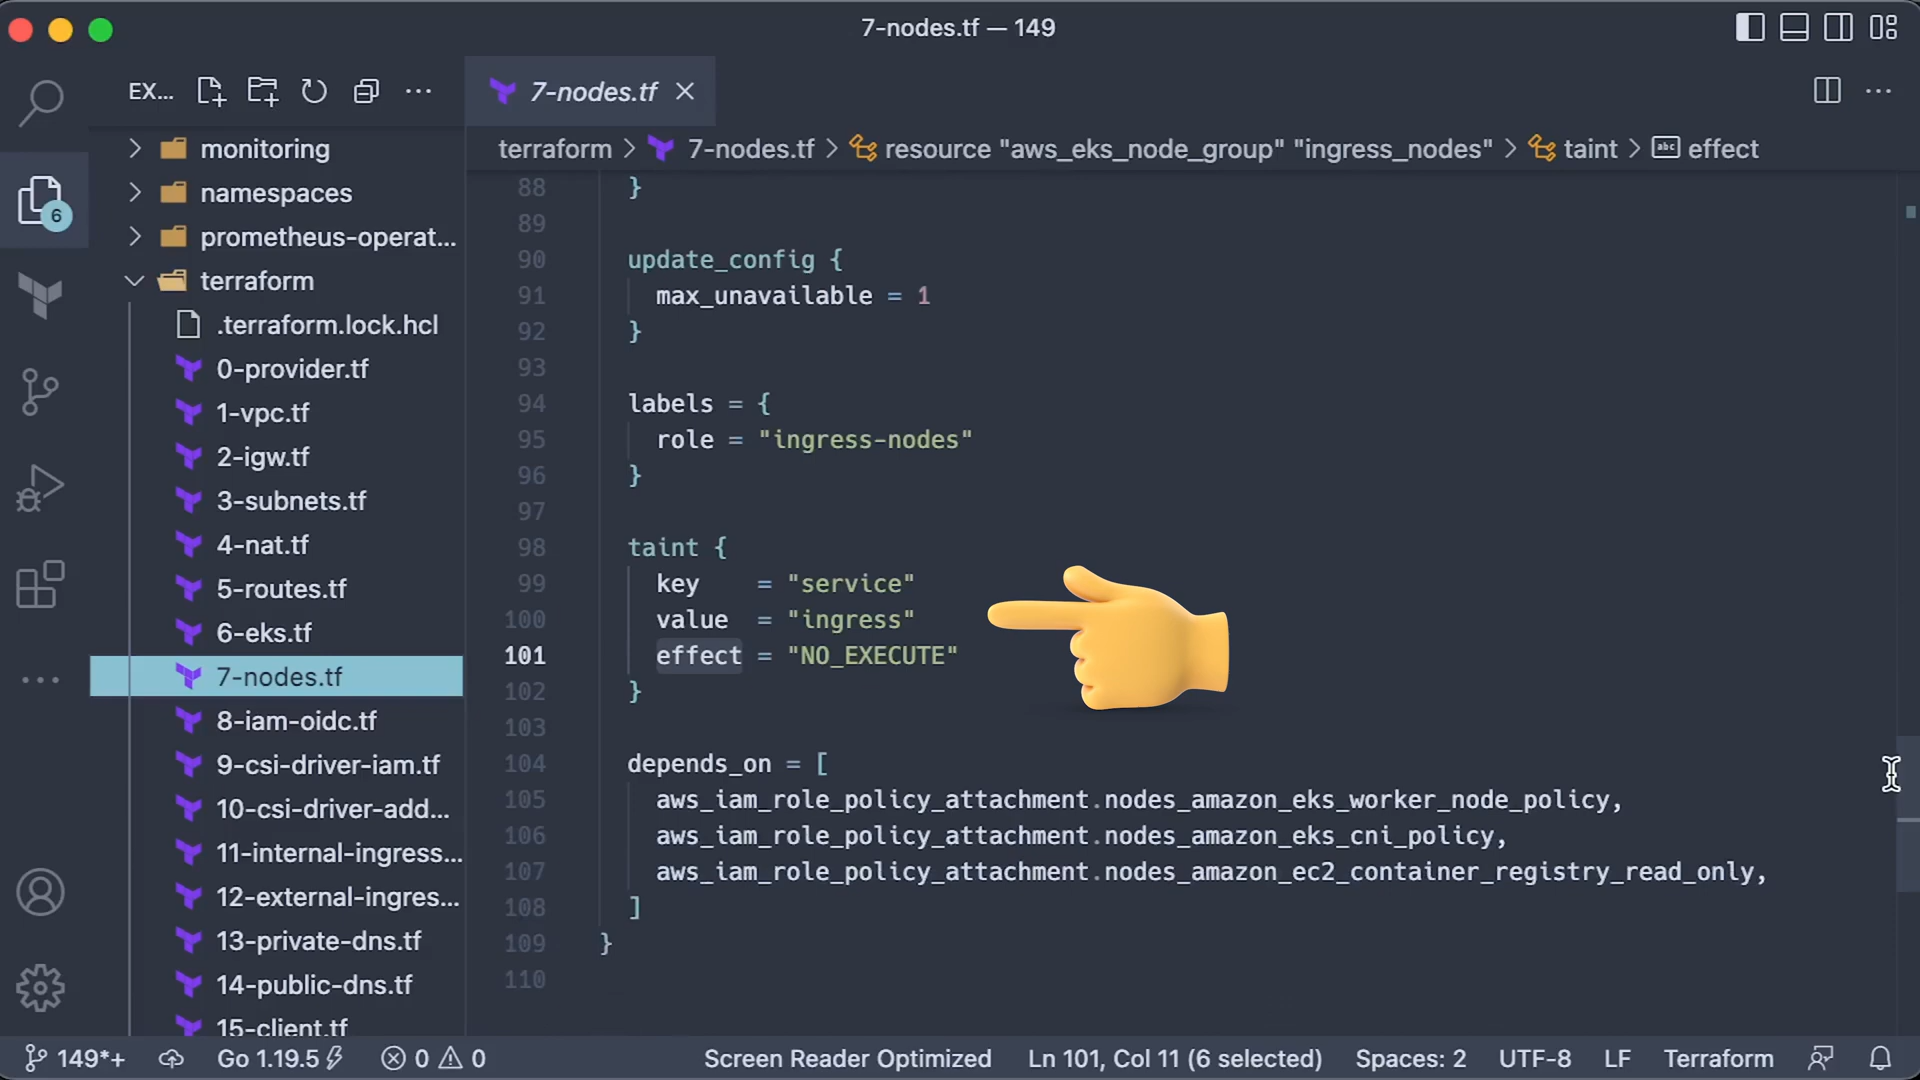 7-nodes.tf — 149
EX...
7-nodes.tf
terraform > 7-nodes.tf > resource "aws_eks_node_group" "ingress_nodes" > taint > effect
monitoring
namespaces
prometheus-operat...
terraform
.terraform.lock.hcl
0-provider.tf
1-vpc.tf
2-igw.tf
3-subnets.tf
4-nat.tf
5-routes.tf
6-eks.tf
7-nodes.tf
8-iam-oidc.tf
9-csi-driver-iam.tf
10-csi-driver-add...
11-internal-ingress...
12-external-ingres...
13-private-dns.tf
14-public-dns.tf
15-client.tf
6
88 }
89
90 update_config {
91 max_unavailable = 1
92 }
93
94 labels = {
95 role = "ingress-nodes"
96 }
97
98 taint {
99 key = "service"
100 value = "ingress"
101 effect = "NO_EXECUTE"
102 }
103
104 depends_on = [
105 aws_iam_role_policy_attachment.nodes_amazon_eks_worker_node_policy,
106 aws_iam_role_policy_attachment.nodes_amazon_eks_cni_policy,
107 aws_iam_role_policy_attachment.nodes_amazon_ec2_container_registry_read_only,
108 ]
109 }
110
149*+ Go 1.19.5 0 0 Screen Reader Optimized Ln 101, Col 11 (6 selected) Spaces: 2 UTF-8 LF Terraform